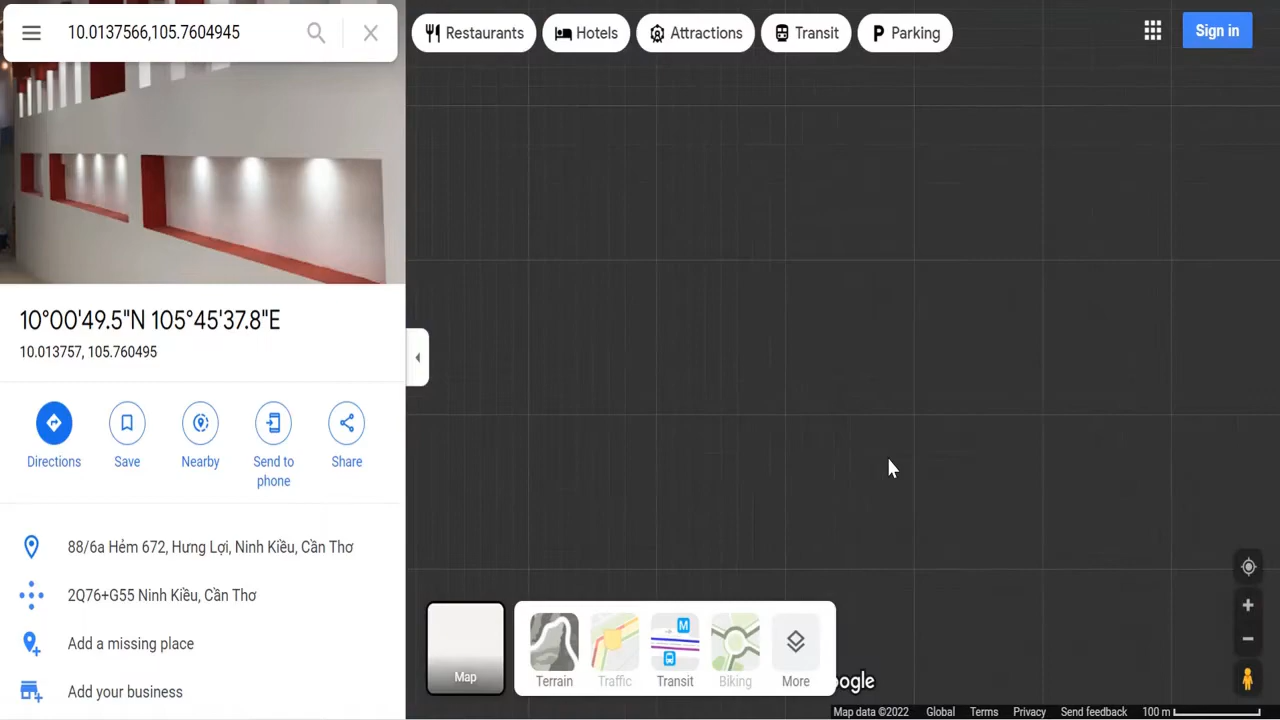 10.0137566,105.7604945
Restaurants
Hotels
Attractions
Transit
Parking
Sign in
10°00'49.5"N 105°45'37.8"E
10.013757, 105.760495
Directions
Save
Nearby
Send to
phone
Share
88/6a Hẻm 672, Hưng Lợi, Ninh Kiều, Cần Thơ
2Q76+G55 Ninh Kiều, Cần Thơ
Add a missing place
Add your business
Map
Terrain
Traffic
M
Transit
Biking
More
ogle
Map data ©2022
Global
Terms
Privacy
Send feedback
100 m